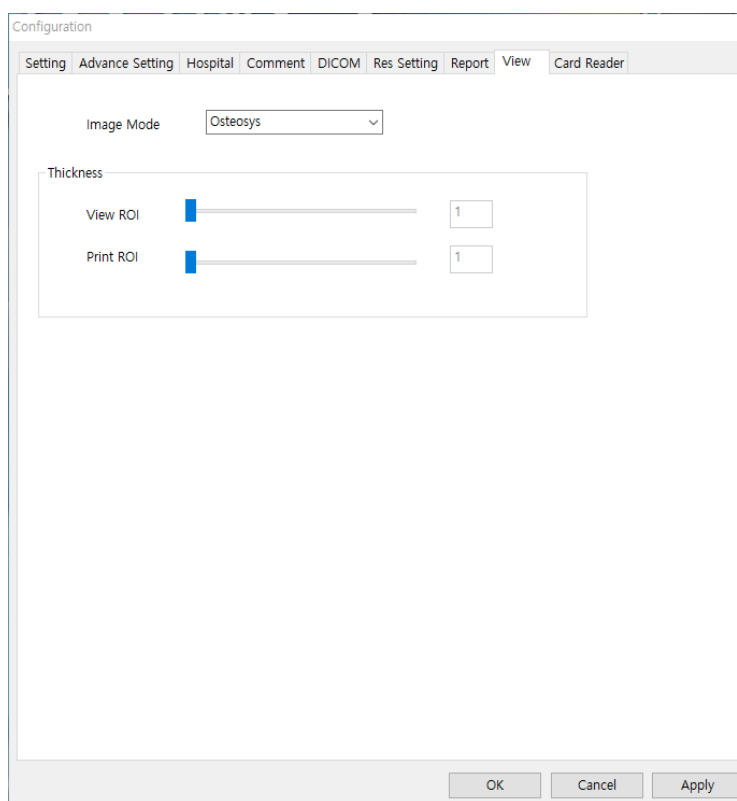 Configuration
Setting Advance Setting Hospital Comment DICOM Res Setting Report View Card Reader
Image Mode Osteosys
Thickness
View ROI 1
Print ROI 1
OK Cancel Apply